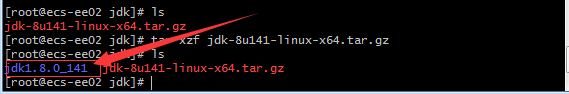 [root@ecs-ee02 jdk]# ls
jdk-8u141-linux-x64.tar.gz
[root@ecs-ee02 jdk]# tar xzf jdk-8u141-linux-x64.tar.gz
[root@ecs-ee02 jdk]# ls
jdk1.8.0_141 jdk-8u141-linux-x64.tar.gz
[root@ecs-ee02 jdk]#